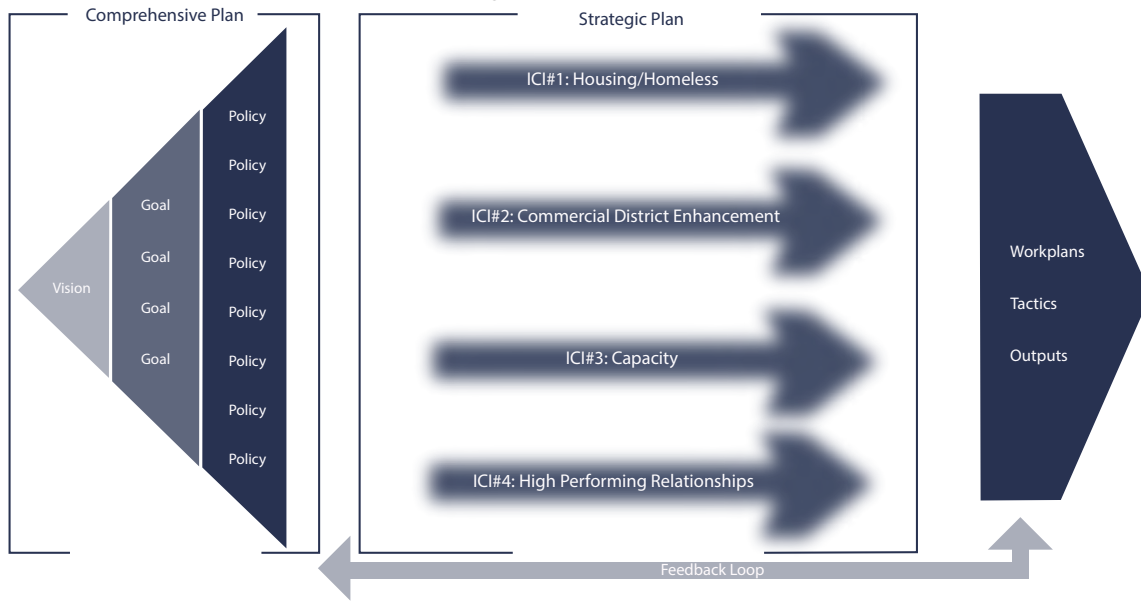 Comprehensive Plan
Strategic Plan
Vision
Goal
Goal
Goal
Goal
Policy
Policy
Policy
Policy
Policy
Policy
Policy
Policy
ICI#1: Housing/Homeless
ICI#2: Commercial District Enhancement
ICI#3: Capacity
ICI#4: High Performing Relationships
Workplans
Tactics
Outputs
Feedback Loop